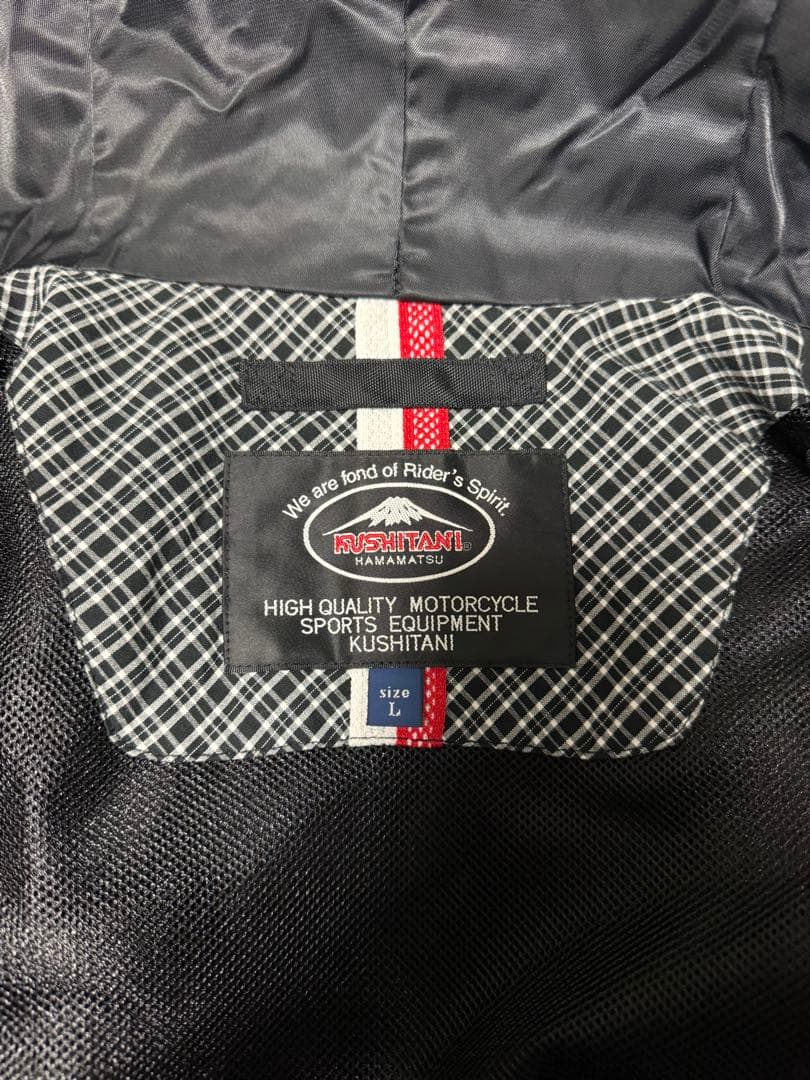 We are fond of Rider's Spirit.
KUSHITANI®
HAMAMATSU
HIGH QUALITY MOTORCYCLE
SPORTS EQUIPMENT
KUSHITANI
size
L